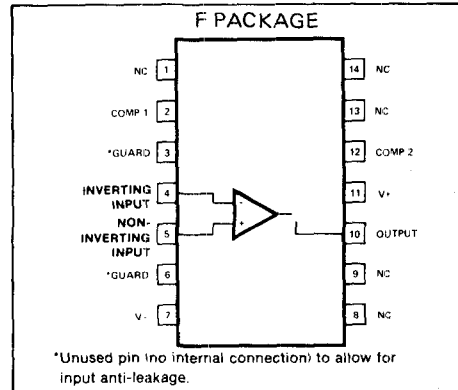 F PACKAGE
NC 1
14 NC
COMP 1 2
13 NC
*GUARD 3
12 COMP 2
INVERTING
INPUT 4
-
11 V+
NON-
INVERTING
INPUT 5
+
10 OUTPUT
*GUARD 6
9 NC
V- 7
8 NC
*Unused pin (no internal connection) to allow for
input anti-leakage.